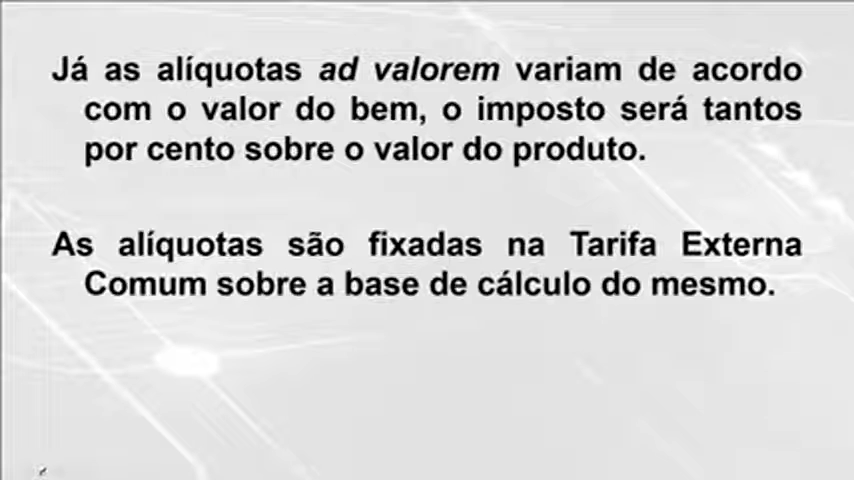 Já as alíquotas ad valorem variam de acordo
com o valor do bem, o imposto será tantos
por cento sobre o valor do produto.
As alíquotas são fixadas na Tarifa Externa
Comum sobre a base de cálculo do mesmo.